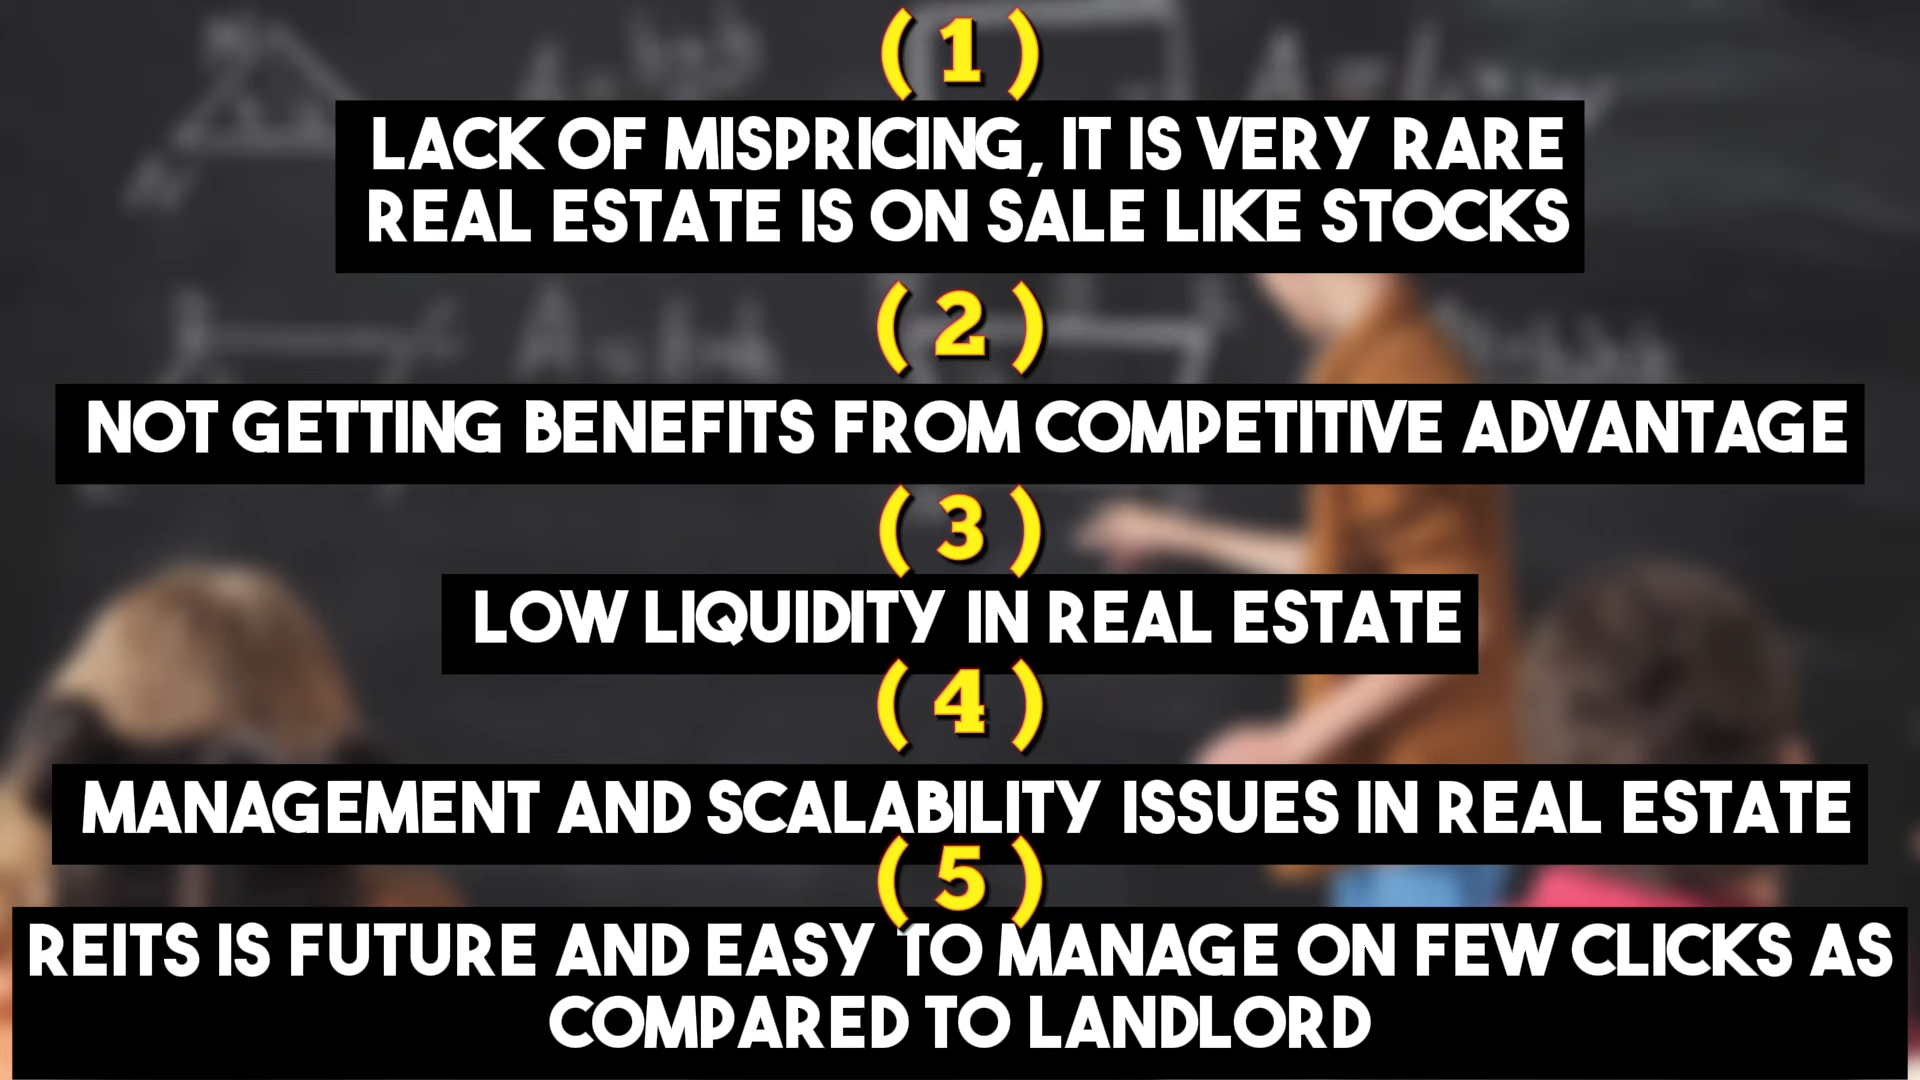 ( 1 )
LACK OF MISPRICING, IT IS VERY RARE
REAL ESTATE IS ON SALE LIKE STOCKS
( 2 )
NOT GETTING BENEFITS FROM COMPETITIVE ADVANTAGE
( 3 )
LOW LIQUIDITY IN REAL ESTATE
( 4 )
MANAGEMENT AND SCALABILITY ISSUES IN REAL ESTATE
( 5 )
REITS IS FUTURE AND EASY TO MANAGE ON FEW CLICKS AS
COMPARED TO LANDLORD